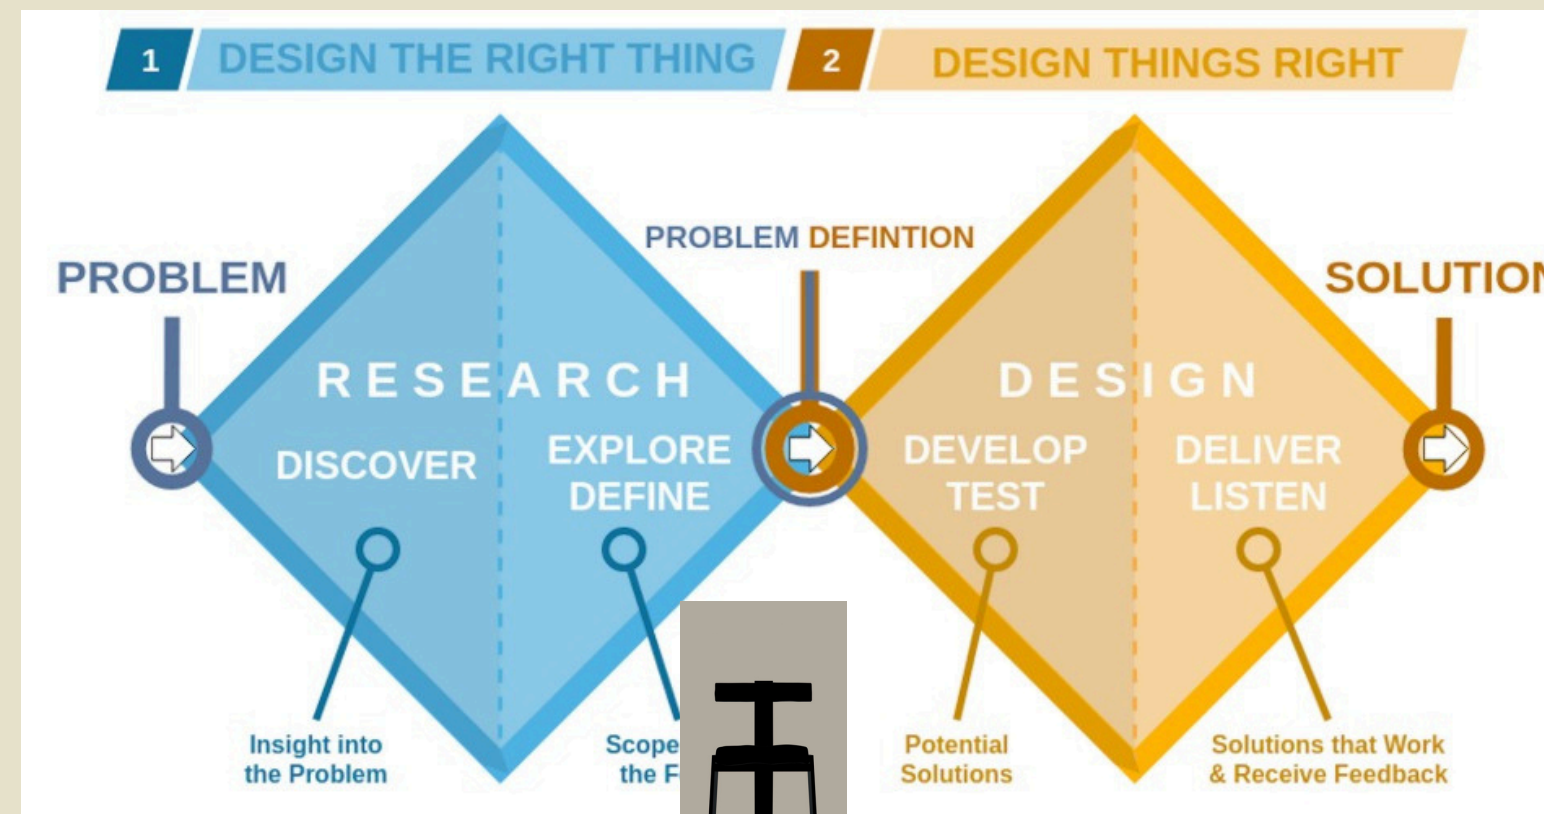 1 DESIGN THE RIGHT THING 2 DESIGN THINGS RIGHT
PROBLEM DEFINTION
PROBLEM
SOLUTION
RESEARCH
DESIGN
DISCOVER
EXPLORE
DEFINE
DEVELOP
TEST
DELIVER
LISTEN
Insight into
the Problem
Scope
the
Potential
Solutions
Solutions that Work
& Receive Feedback